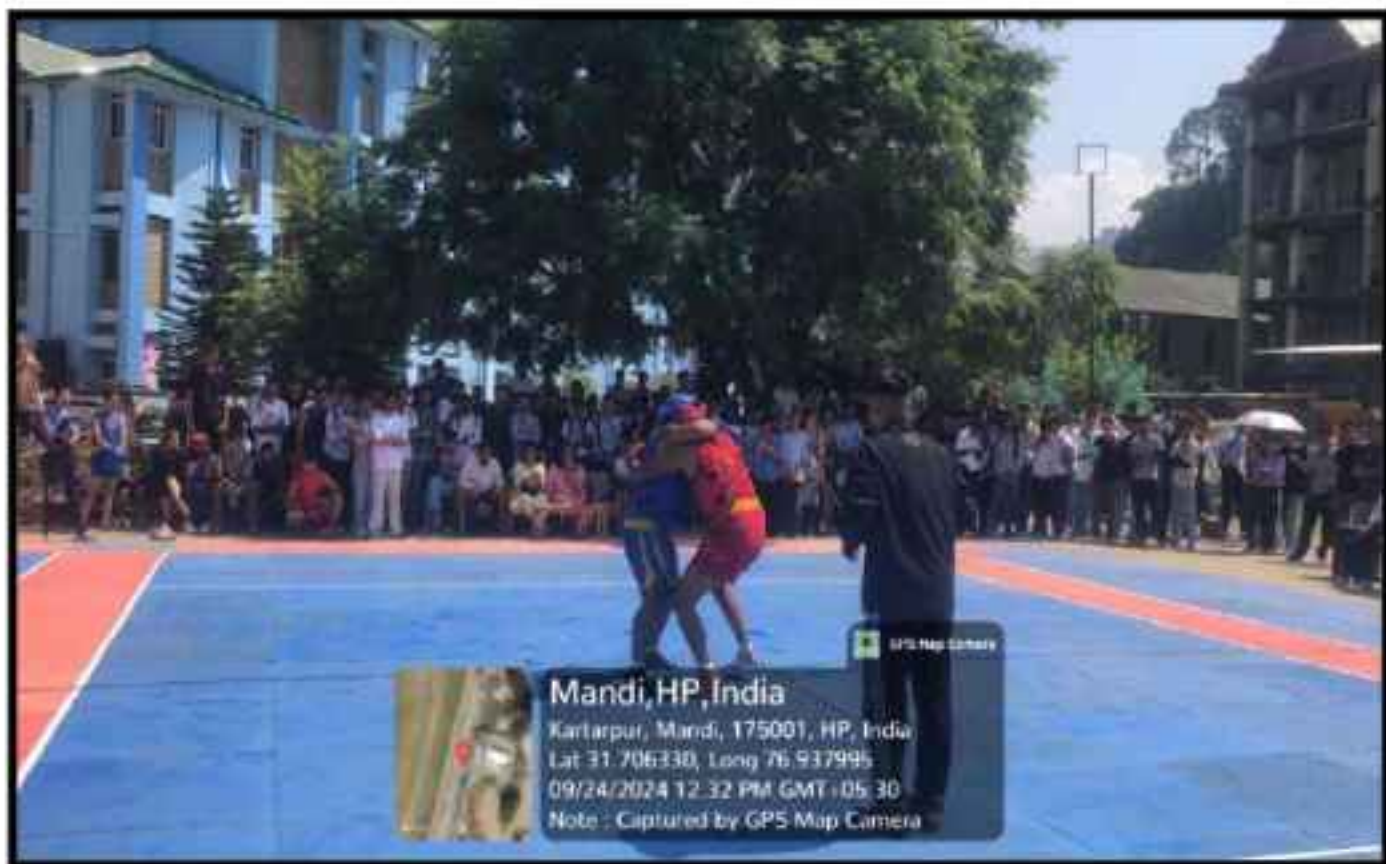 GPS Map Camera
Mandi,HP,India
Kartarpur, Mandi, 175001, HP, India
Lat 31.706330, Long 76.937995
09/24/2024 12:32 PM GMT+05:30
Note : Captured by GPS Map Camera